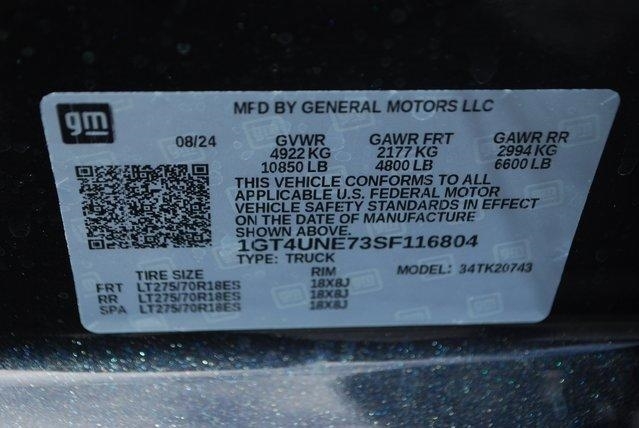 gm
MFD BY GENERAL MOTORS LLC
08/24 GVWR GAWR FRT GAWR RR
4922 KG 2177 KG 2994 KG
10850 LB 4800 LB 6600 LB
THIS VEHICLE CONFORMS TO ALL
APPLICABLE U.S. FEDERAL MOTOR
VEHICLE SAFETY STANDARDS IN EFFECT
ON THE DATE OF MANUFACTURE
SHOWN ABOVE.
1GT4UNE73SF116804
TYPE: TRUCK MODEL: 34TK20743
TIRE SIZE RIM
FRT LT275/70R18ES 18X8J
RR LT275/70R18ES 18X8J
SPA LT275/70R18ES 18X8J